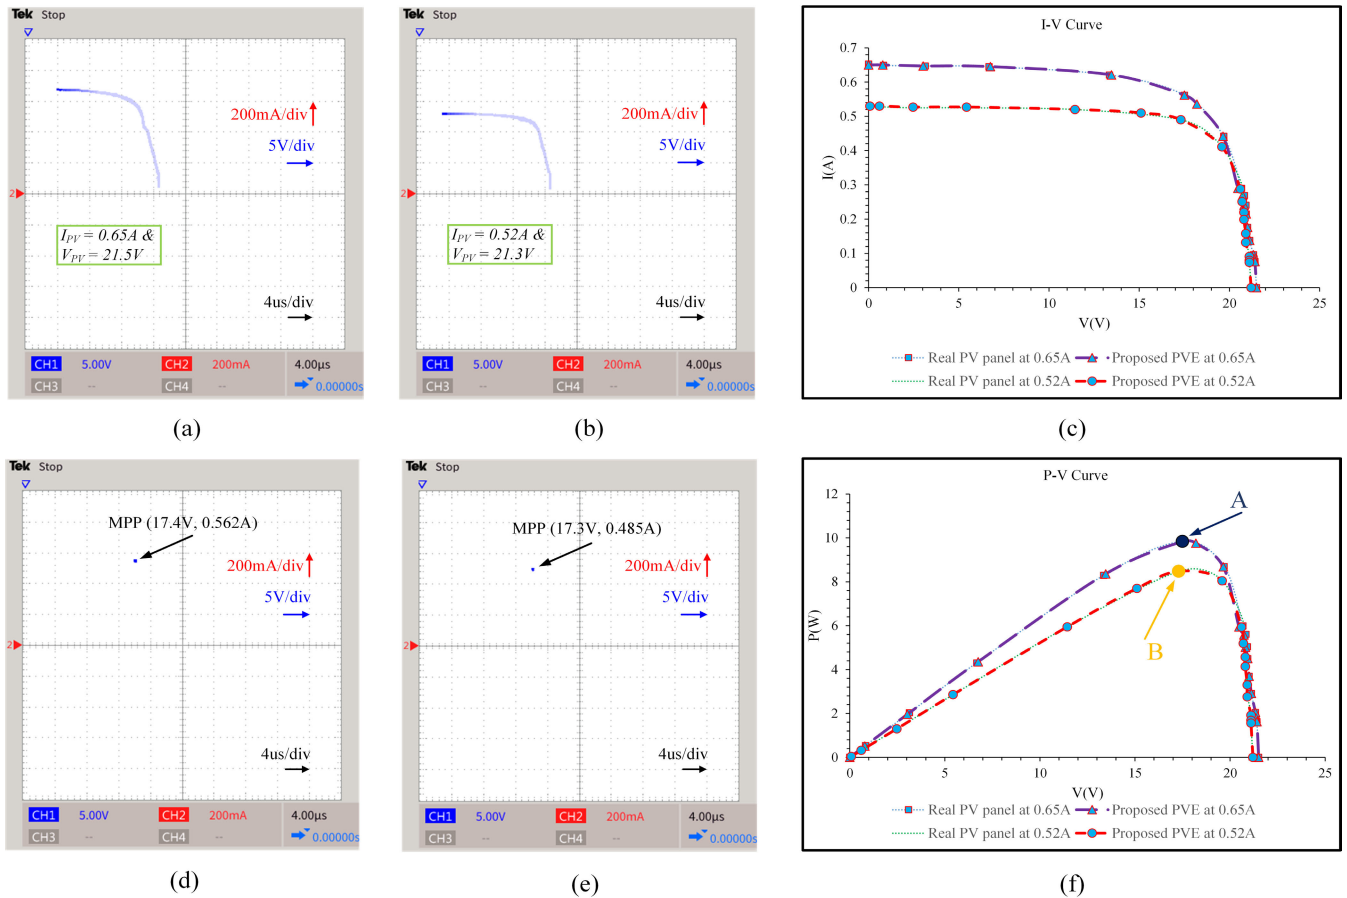 Tek Stop
200mA/div
5V/div
2
I_PV = 0.65A &
V_PV = 21.5V
4us/div
CH1 5.00V CH2 200mA 4.00µs
CH3 -- CH4 -- 0.00000s
(a)
Tek Stop
200mA/div
5V/div
2
I_PV = 0.52A &
V_PV = 21.3V
4us/div
CH1 5.00V CH2 200mA 4.00µs
CH3 -- CH4 -- 0.00000s
(b)
I-V Curve
0.7
0.6
0.5
0.4
0.3
0.2
0.1
0
I(A)
0 5 10 15 20 25
V(V)
Real PV panel at 0.65A Proposed PVE at 0.65A
Real PV panel at 0.52A Proposed PVE at 0.52A
(c)
Tek Stop
MPP (17.4V, 0.562A)
200mA/div
5V/div
2
4us/div
CH1 5.00V CH2 200mA 4.00µs
CH3 -- CH4 -- 0.00000s
(d)
Tek Stop
MPP (17.3V, 0.485A)
200mA/div
5V/div
2
4us/div
CH1 5.00V CH2 200mA 4.00µs
CH3 -- CH4 -- 0.00000s
(e)
P-V Curve
12
10
8
6
4
2
0
P(W)
A
B
0 5 10 15 20 25
V(V)
Real PV panel at 0.65A Proposed PVE at 0.65A
Real PV panel at 0.52A Proposed PVE at 0.52A
(f)